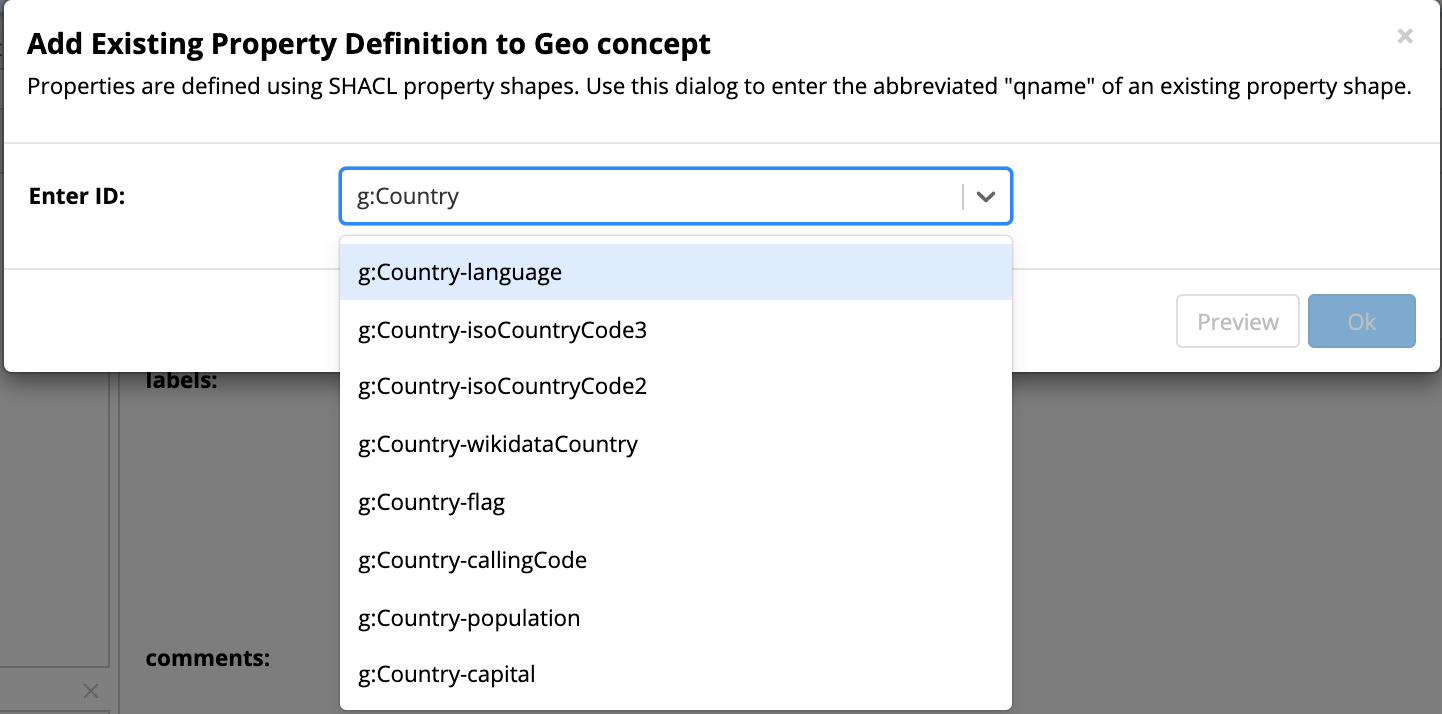 Add Existing Property Definition to Geo concept
Properties are defined using SHACL property shapes. Use this dialog to enter the abbreviated "qname" of an existing property shape.
Enter ID:
g:Country
g:Country-language
g:Country-isoCountryCode3
g:Country-isoCountryCode2
g:Country-wikidataCountry
g:Country-flag
g:Country-callingCode
g:Country-population
g:Country-capital
Preview
Ok
labels:
comments: